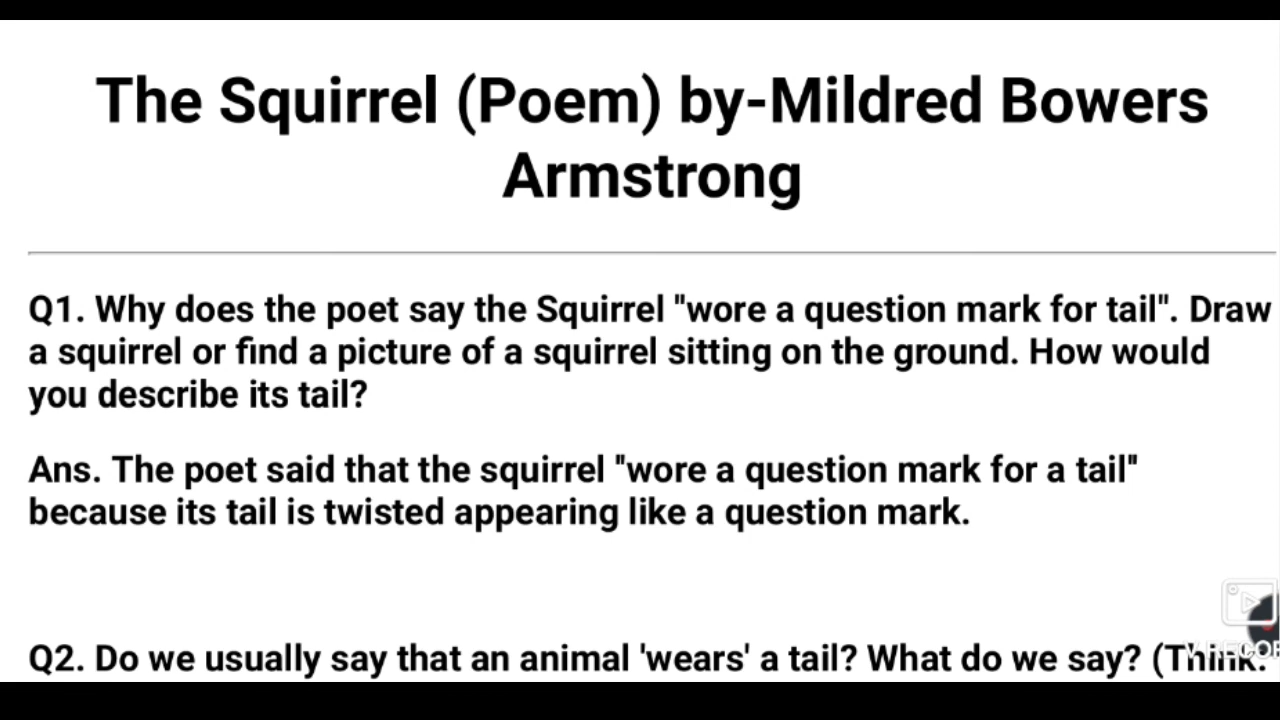 The Squirrel (Poem) by-Mildred Bowers
Armstrong
Q1. Why does the poet say the Squirrel "wore a question mark for tail". Draw
a squirrel or find a picture of a squirrel sitting on the ground. How would
you describe its tail?
Ans. The poet said that the squirrel "wore a question mark for a tail"
because its tail is twisted appearing like a question mark.
Q2. Do we usually say that an animal 'wears' a tail? What do we say? (Think: